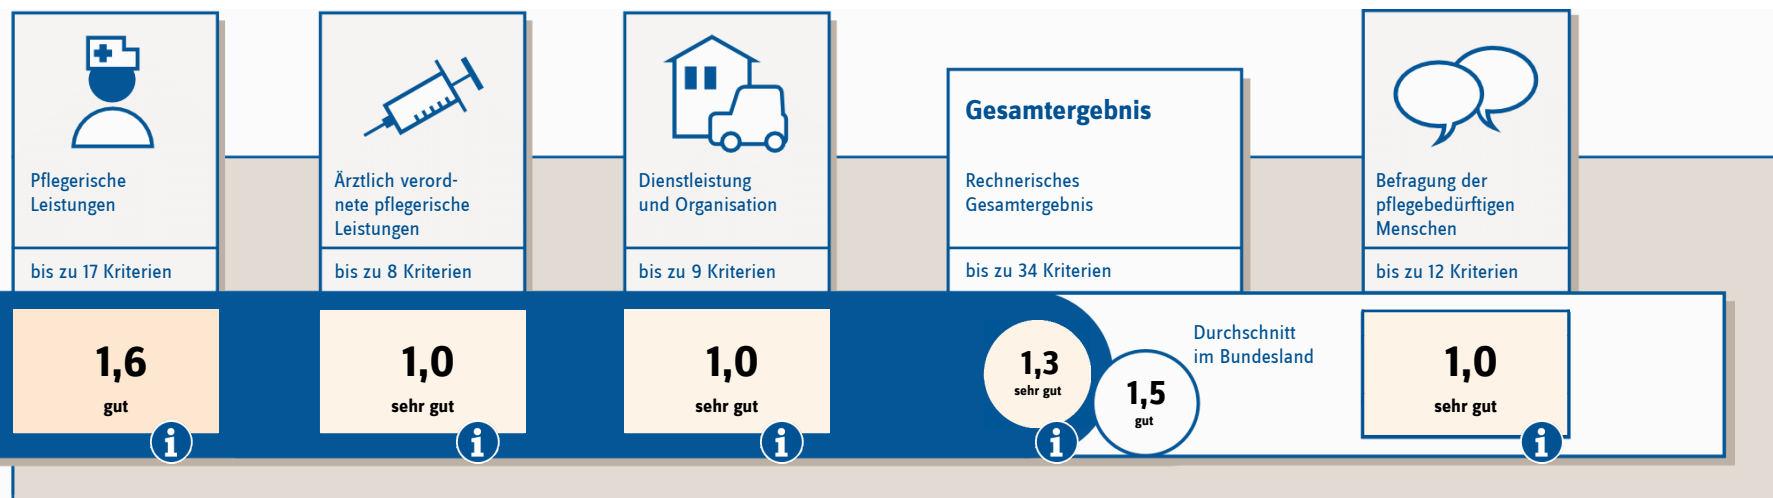 Pflegerische
Leistungen
bis zu 17 Kriterien
1,6
gut
i
Ärztlich verord-
nete pflegerische
Leistungen
bis zu 8 Kriterien
1,0
sehr gut
i
Dienstleistung
und Organisation
bis zu 9 Kriterien
1,0
sehr gut
i
Gesamtergebnis
Rechnerisches
Gesamtergebnis
bis zu 34 Kriterien
1,3
sehr gut
i
1,5
gut
Durchschnitt
im Bundesland
Befragung der
pflegebedürftigen
Menschen
bis zu 12 Kriterien
1,0
sehr gut
i